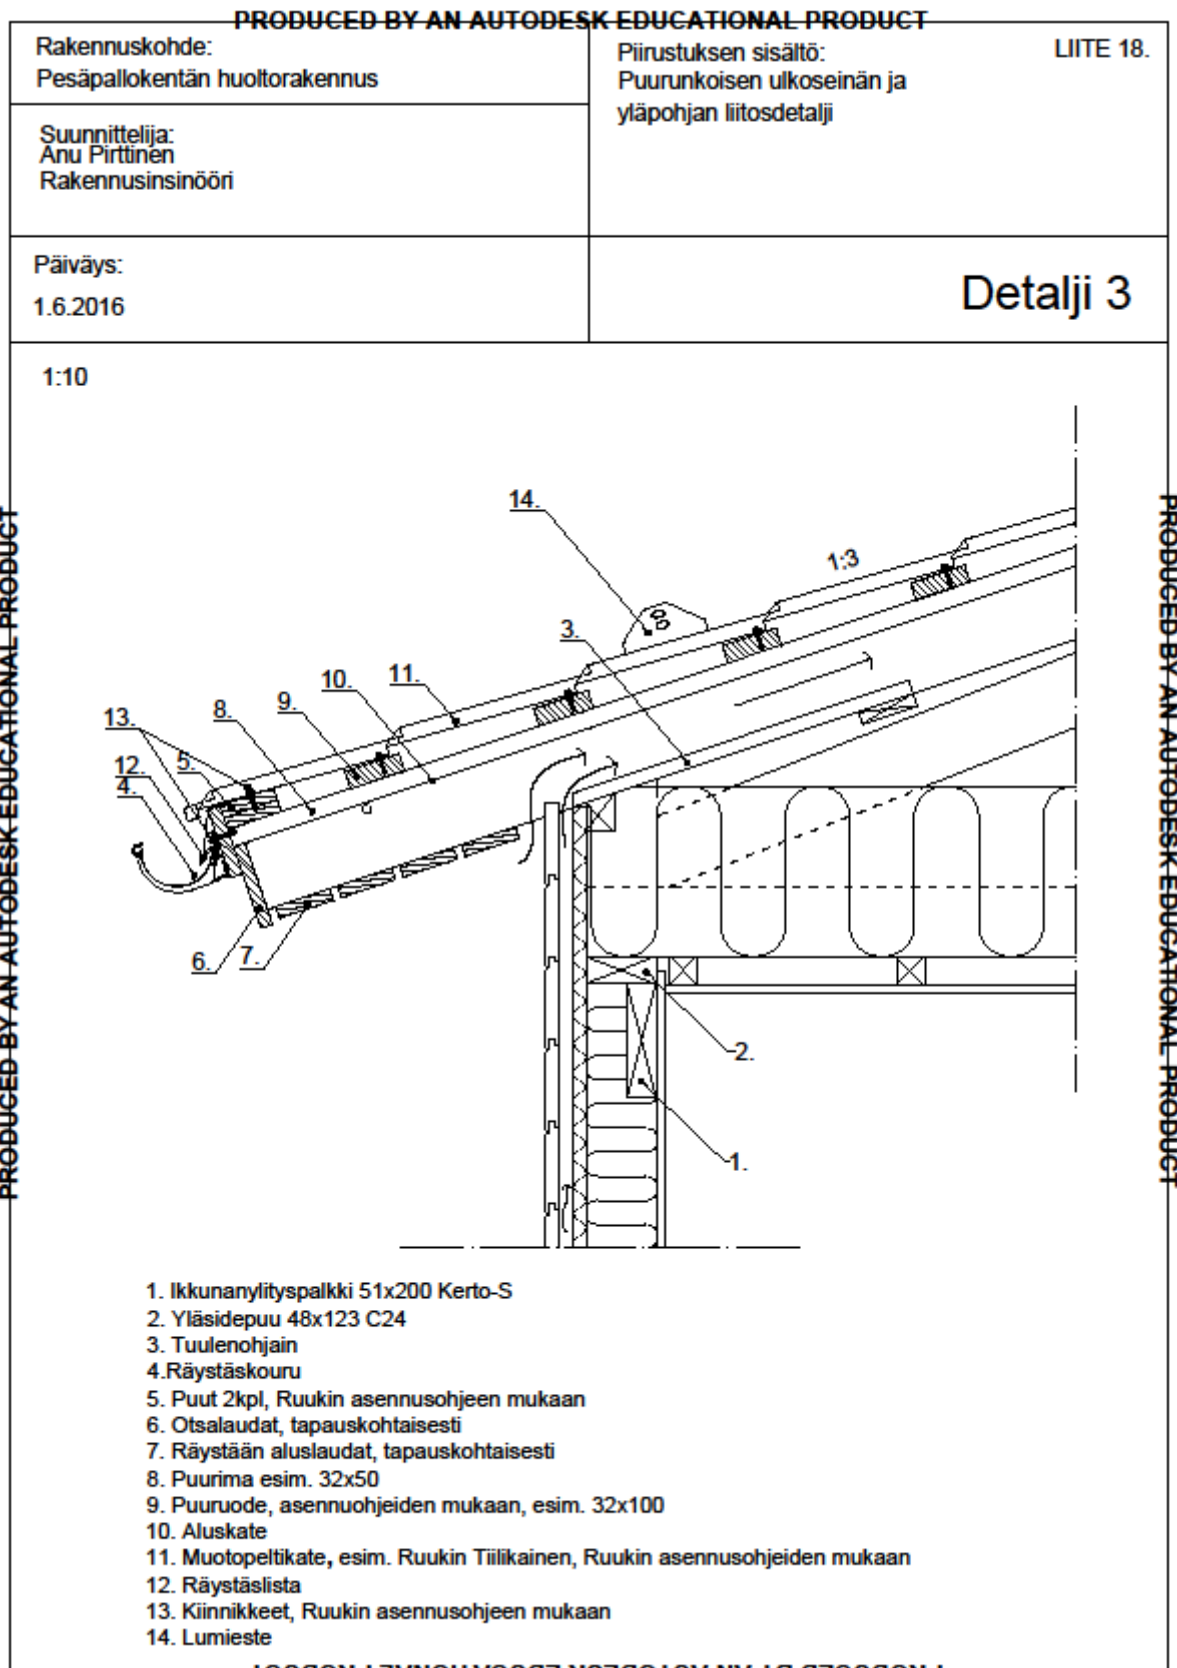 PRODUCED BY AN AUTODESK EDUCATIONAL PRODUCT
Rakennuskohde:
Pesäpallokentän huoltorakennus
Suunnittelija:
Anu Pirttinen
Rakennusinsinööri
Päiväys:
1.6.2016
Piirustuksen sisältö:
Puurunkoisen ulkoseinän ja
yläpohjan liitosdetalji
LIITE 18.
Detalji 3
1:10
PRODUCED BY AN AUTODESK EDUCATIONAL PRODUCT
PRODUCED BY AN AUTODESK EDUCATIONAL PRODUCT
14.
1:3
3.
11.
10.
9.
8.
13.
5.
12.
4.
6.
7.
2.
1.
1. Ikkunanylityspalkki 51x200 Kerto-S
2. Yläsidepuu 48x123 C24
3. Tuulenohjain
4.Räystäskouru
5. Puut 2kpl, Ruukin asennusohjeen mukaan
6. Otsalaudat, tapauskohtaisesti
7. Räystään aluslaudat, tapauskohtaisesti
8. Puurima esim. 32x50
9. Puuruode, asennuohjeiden mukaan, esim. 32x100
10. Aluskate
11. Muotopeltikate, esim. Ruukin Tiilikainen, Ruukin asennusohjeiden mukaan
12. Räystäslista
13. Kiinnikkeet, Ruukin asennusohjeen mukaan
14. Lumieste